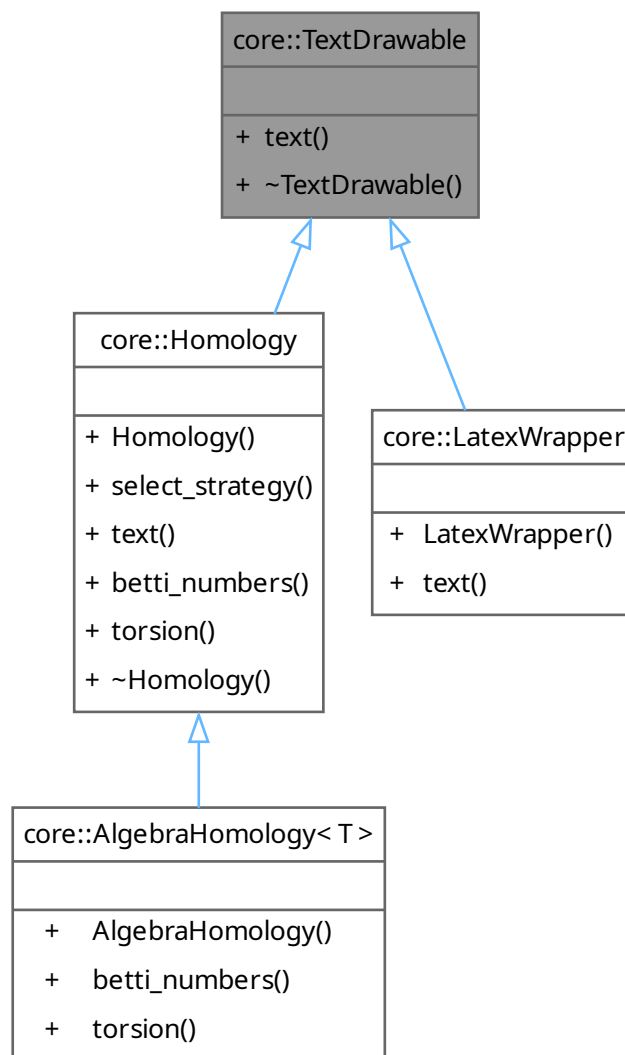 core::TextDrawable
+ text()
+ ~TextDrawable()
core::Homology
+ Homology()
+ select_strategy()
+ text()
+ betti_numbers()
+ torsion()
+ ~Homology()
core::LatexWrapper
+ LatexWrapper()
+ text()
core::AlgebraHomology< T >
+ AlgebraHomology()
+ betti_numbers()
+ torsion()